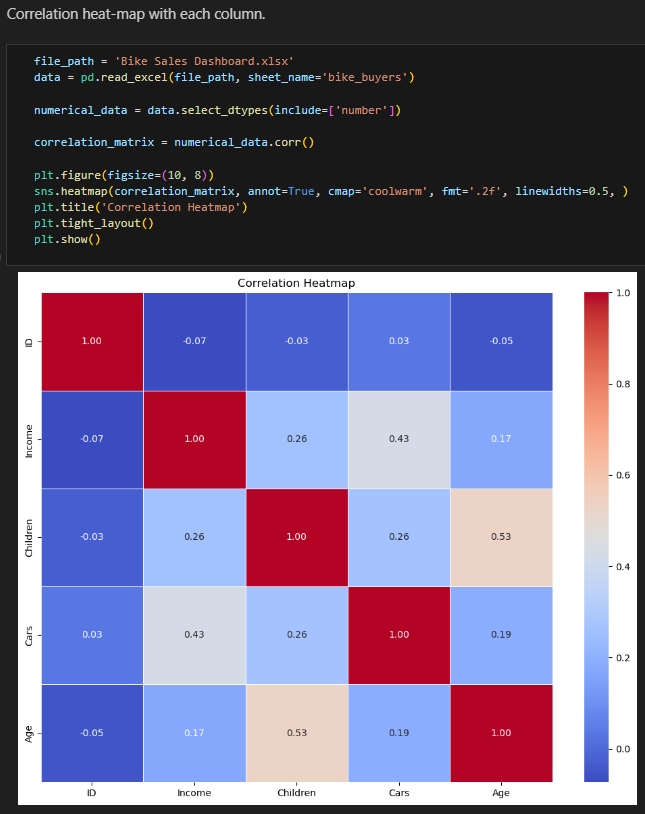 Correlation heat-map with each column.
file_path = 'Bike Sales Dashboard.xlsx'
data = pd.read_excel(file_path, sheet_name='bike_buyers')
numerical_data = data.select_dtypes(include=['number'])
correlation_matrix = numerical_data.corr()
plt.figure(figsize=(10, 8))
sns.heatmap(correlation_matrix, annot=True, cmap='coolwarm', fmt='.2f', linewidths=0.5, )
plt.title('Correlation Heatmap')
plt.tight_layout()
plt.show()
Correlation Heatmap
ID 1.00 -0.07 -0.03 0.03 -0.05
Income -0.07 1.00 0.26 0.43 0.17
Children -0.03 0.26 1.00 0.26 0.53
Cars 0.03 0.43 0.26 1.00 0.19
Age -0.05 0.17 0.53 0.19 1.00
ID Income Children Cars Age
1.0
0.8
0.6
0.4
0.2
0.0